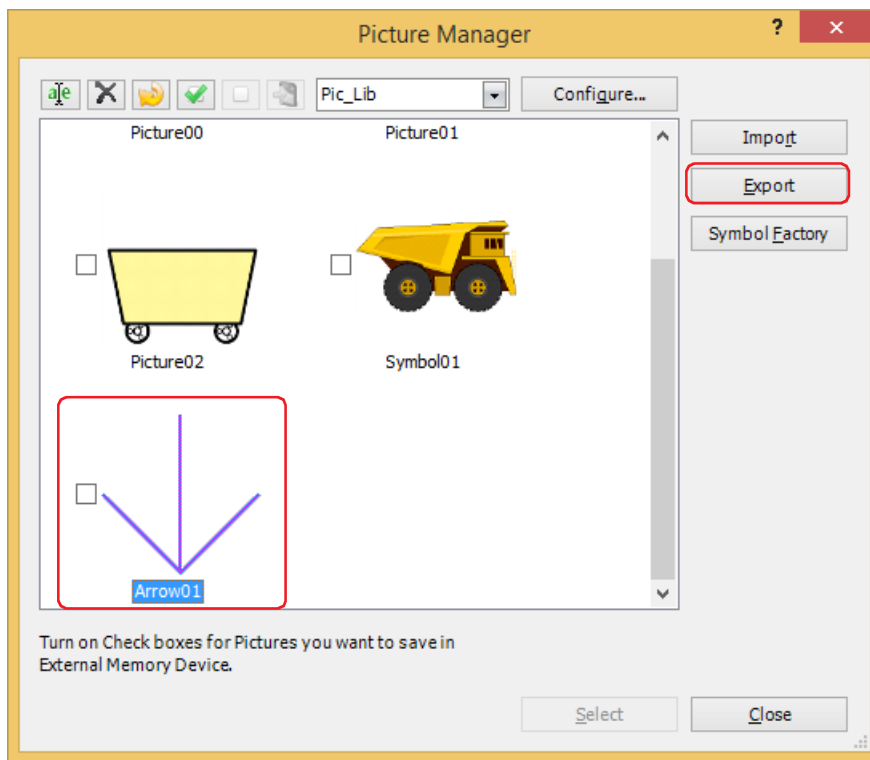 Picture Manager
?
aIe
Pic_Lib
Configure...
Picture00
Picture01
Import
Export
Symbol Factory
Picture02
Symbol01
Arrow01
Turn on Check boxes for Pictures you want to save in
External Memory Device.
Select
Close